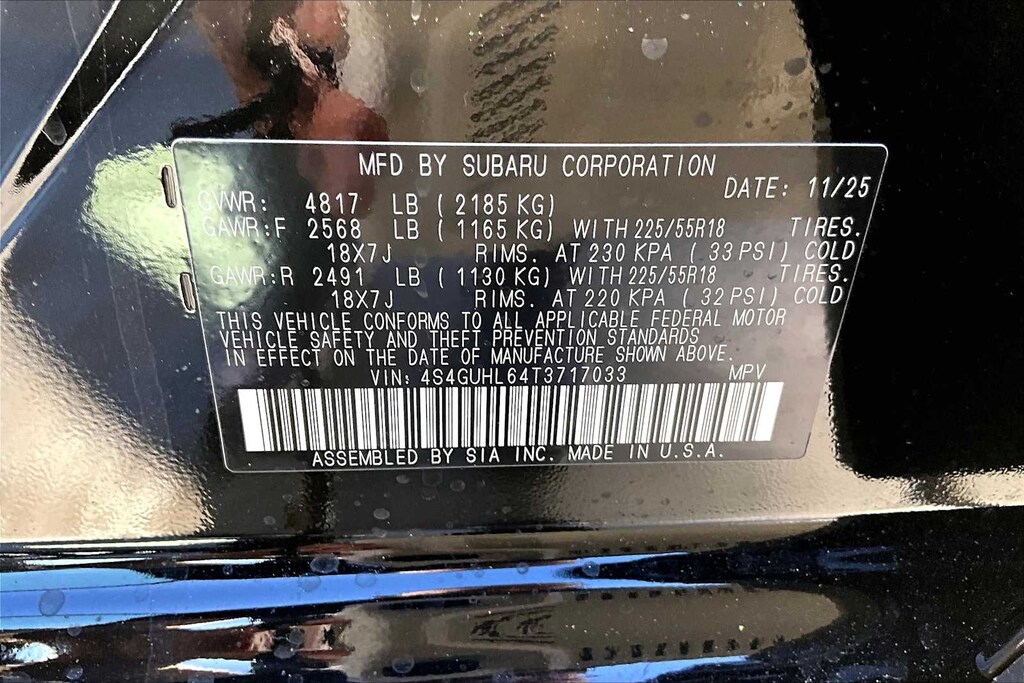 MFD BY SUBARU CORPORATION
DATE: 11/25
GVWR: 4817 LB ( 2185 KG)
GAWR:F 2568 LB ( 1165 KG) WITH 225/55R18 TIRES.
18X7J RIMS. AT 230 KPA ( 33 PSI) COLD
GAWR:R 2491 LB ( 1130 KG) WITH 225/55R18 TIRES.
18X7J RIMS. AT 220 KPA ( 32 PSI) COLD
THIS VEHICLE CONFORMS TO ALL APPLICABLE FEDERAL MOTOR
VEHICLE SAFETY AND THEFT PREVENTION STANDARDS
IN EFFECT ON THE DATE OF MANUFACTURE SHOWN ABOVE.
VIN: 4S4GUHL64T3717033 MPV
ASSEMBLED BY SIA INC. MADE IN U.S.A.